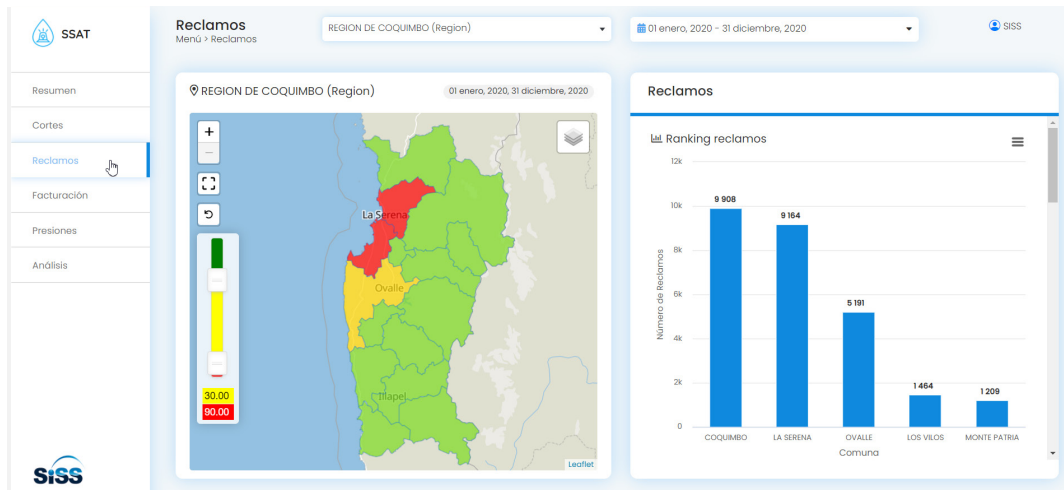 SSAT
Resumen
Cortes
Reclamos
Facturación
Presiones
Análisis
SiSS
Reclamos
Menú > Reclamos
REGION DE COQUIMBO (Region)
01 enero, 2020 - 31 diciembre, 2020
SISS
REGION DE COQUIMBO (Region)
01 enero, 2020, 31 diciembre, 2020
+
−
La Serena
Ovalle
Illapel
30.00
90.00
Leaflet
Reclamos
Ranking reclamos
Número de Reclamos
12k
10k
8k
6k
4k
2k
0
9 908
9 164
5 191
1 464
1 209
COQUIMBO
LA SERENA
OVALLE
LOS VILOS
MONTE PATRIA
Comuna